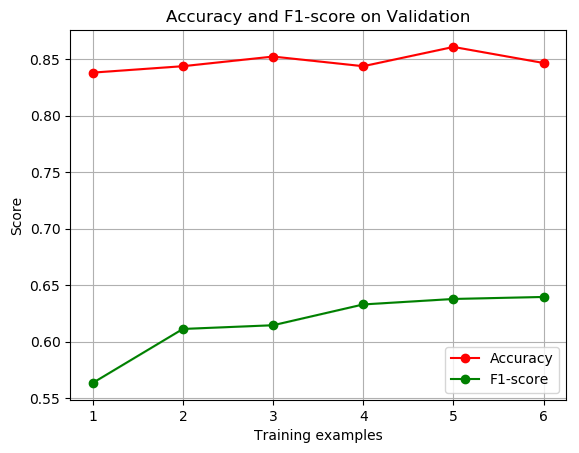 Accuracy and F1-score on Validation
0.85
0.80
0.75
0.70
0.65
0.60
0.55
Score
1 2 3 4 5 6
Training examples
Accuracy
F1-score